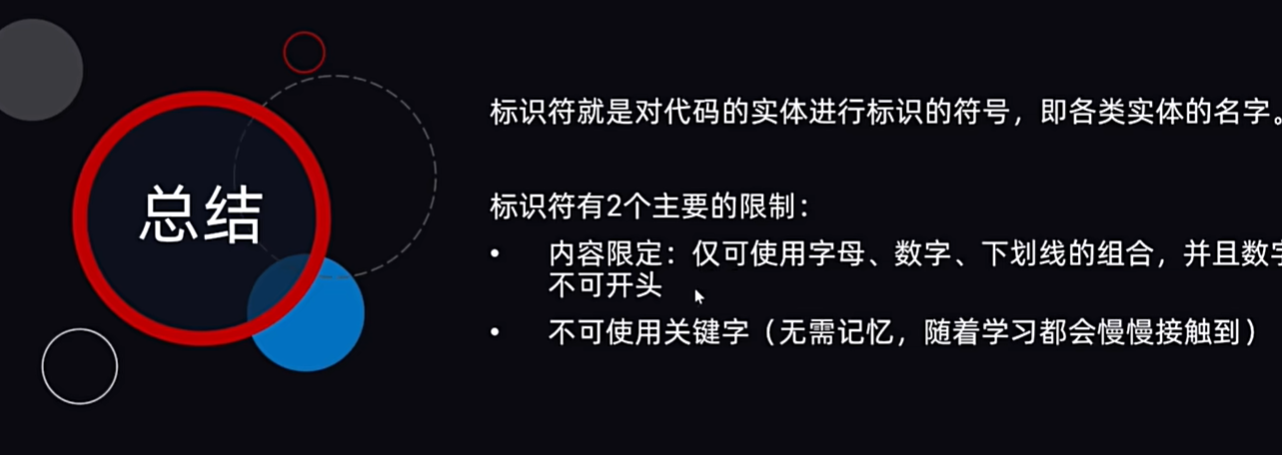 总结
标识符就是对代码的实体进行标识的符号，即各类实体的名字。
标识符有2个主要的限制：
• 内容限定：仅可使用字母、数字、下划线的组合，并且数字
不可开头
• 不可使用关键字（无需记忆，随着学习都会慢慢接触到）